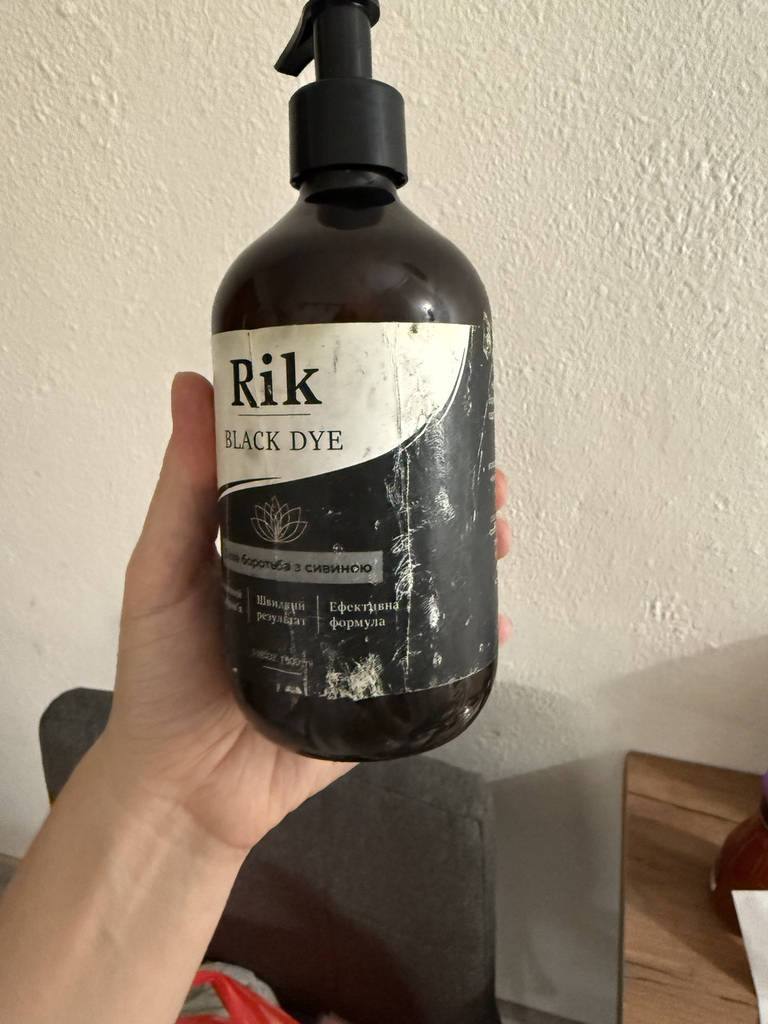 Rik
BLACK DYE
боротьба з сивиною
Швидкий
результат
Ефективна
формула